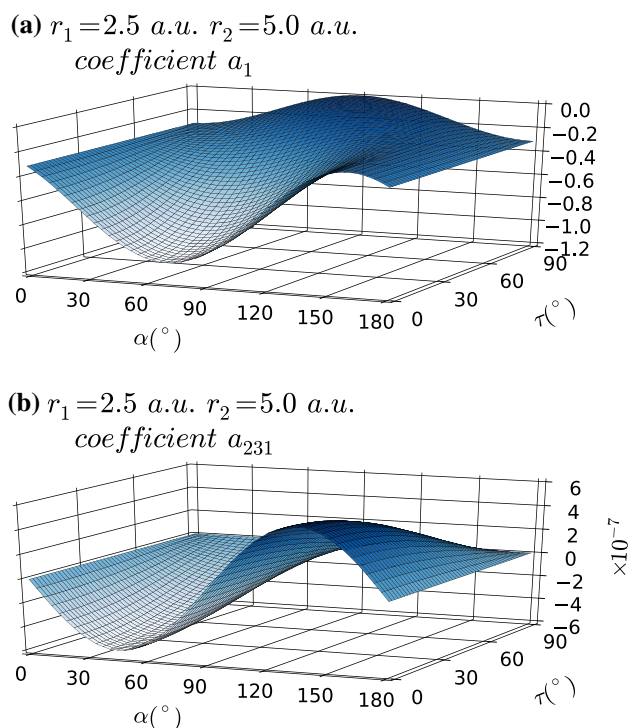 (a) r₁=2.5 a.u. r₂=5.0 a.u.
coefficient a₁
0.0
−0.2
−0.4
−0.6
−0.8
−1.0
−1.2
0 30 60 90 120 150 180
0 30 60 90
α(°)
τ(°)
(b) r₁=2.5 a.u. r₂=5.0 a.u.
coefficient a₂₃₁
6
4
2
0
−2
−4
−6
×10⁻⁷
0 30 60 90 120 150 180
0 30 60 90
α(°)
τ(°)